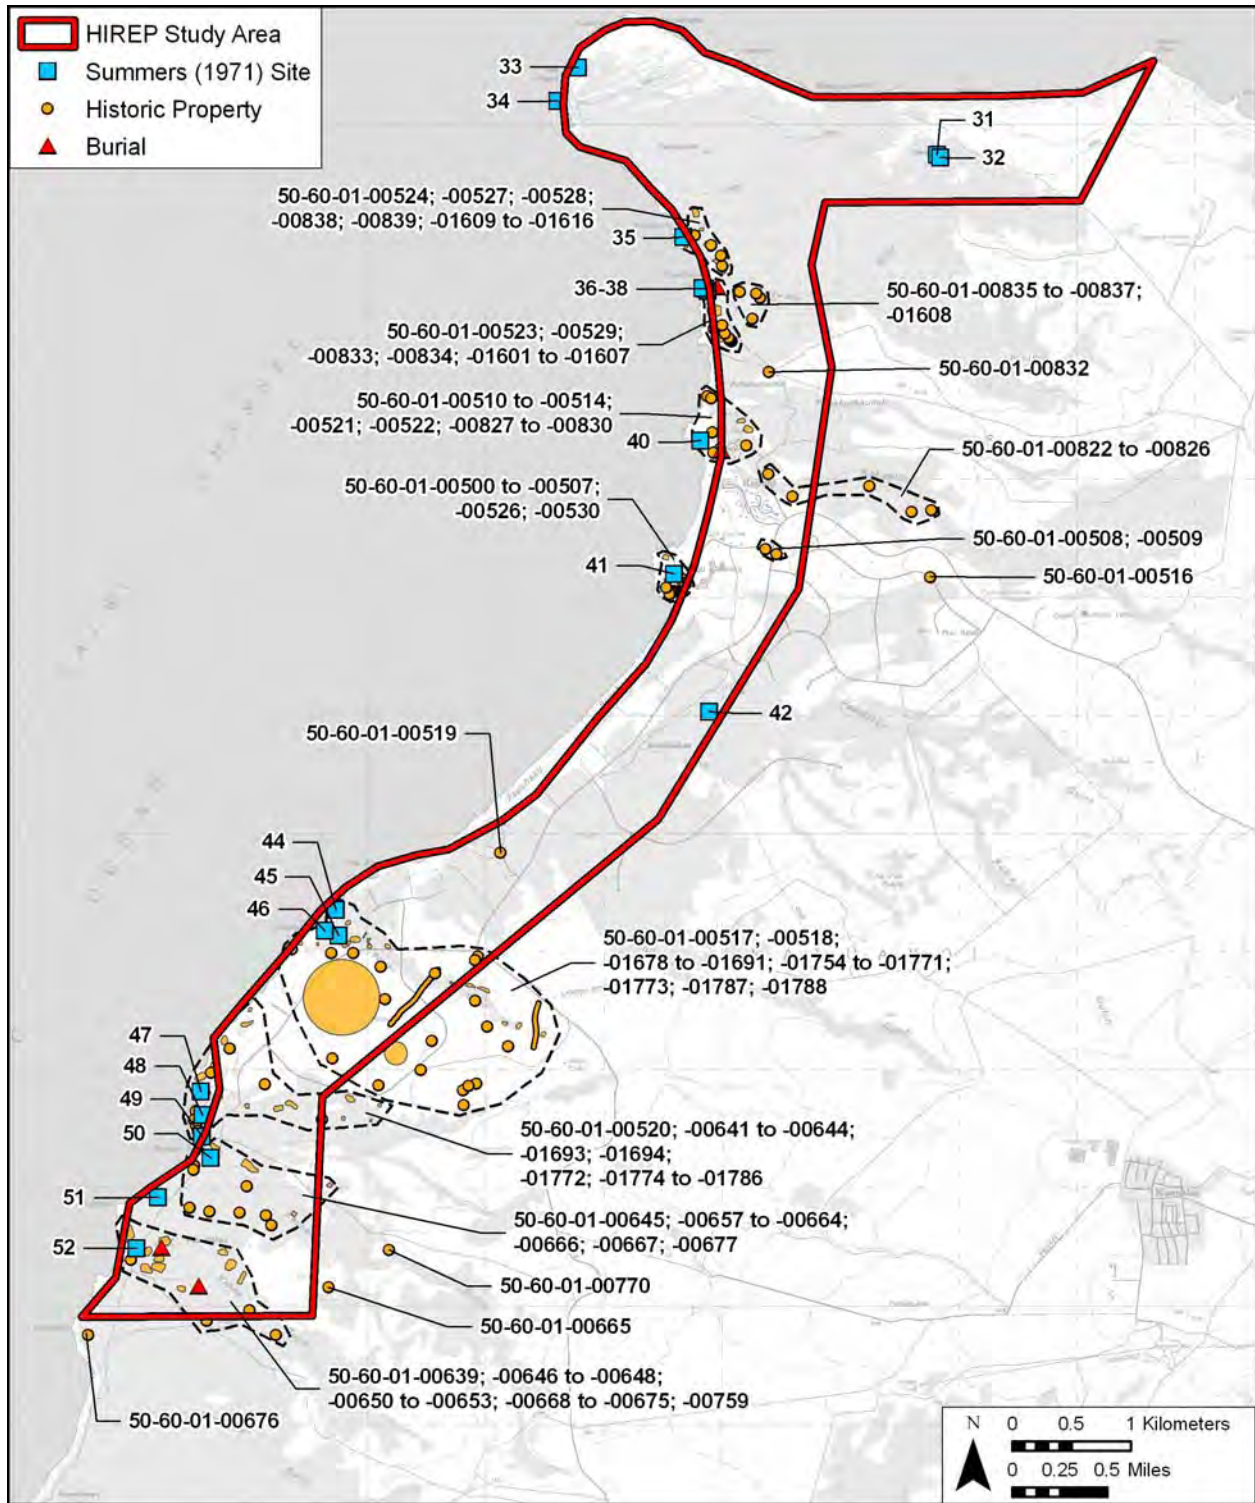 HIREP Study Area
Summers (1971) Site
Historic Property
Burial
33
34
31
32
50-60-01-00524; -00527; -00528;
-00838; -00839; -01609 to -01616
35
36-38
50-60-01-00835 to -00837;
-01608
50-60-01-00523; -00529;
-00833; -00834; -01601 to -01607
50-60-01-00832
50-60-01-00510 to -00514;
-00521; -00522; -00827 to -00830
40
50-60-01-00822 to -00826
50-60-01-00500 to -00507;
-00526; -00530
50-60-01-00508; -00509
41
50-60-01-00516
42
50-60-01-00519
44
45
46
50-60-01-00517; -00518;
-01678 to -01691; -01754 to -01771;
-01773; -01787; -01788
47
48
49
50
50-60-01-00520; -00641 to -00644;
-01693; -01694;
-01772; -01774 to -01786
51
50-60-01-00645; -00657 to -00664;
-00666; -00667; -00677
52
50-60-01-00770
50-60-01-00665
50-60-01-00639; -00646 to -00648;
-00650 to -00653; -00668 to -00675; -00759
50-60-01-00676
N 0 0.5 1 Kilometers
0 0.25 0.5 Miles